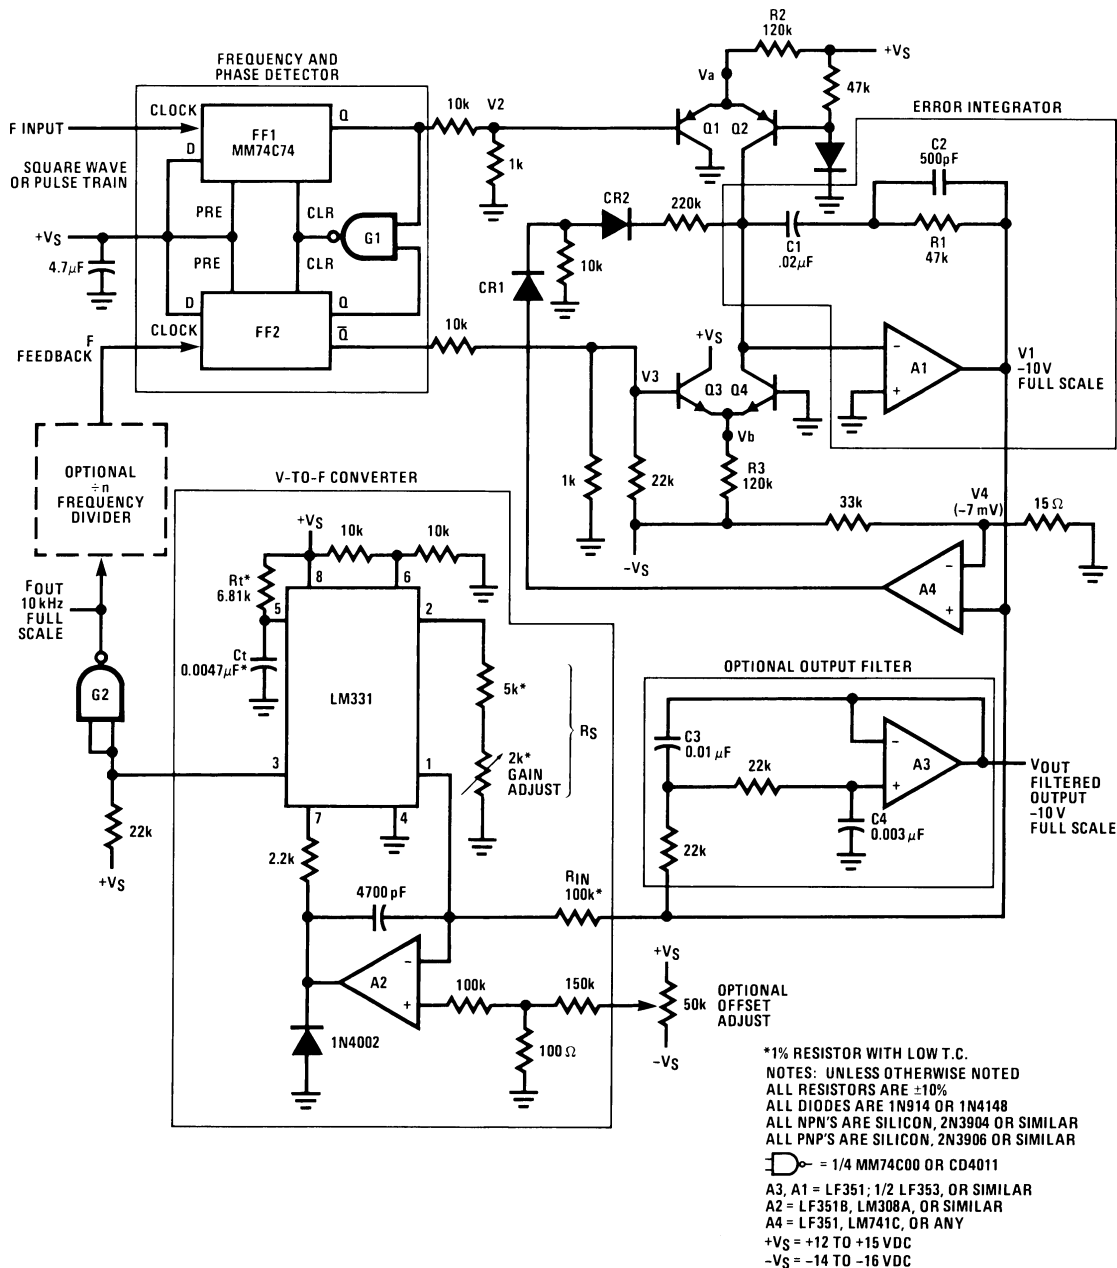 FREQUENCY AND
PHASE DETECTOR
CLOCK
F INPUT
SQUARE WAVE
OR PULSE TRAIN
D
FF1
MM74C74
Q
PRE
CLR
+VS
4.7µF
G1
PRE
CLR
D
FF2
Q
Q̅
CLOCK
F
FEEDBACK
10k
V2
1k
R2
120k
+VS
Va
47k
Q1 Q2
ERROR INTEGRATOR
C2
500pF
CR2
220k
10k
CR1
C1
.02µF
R1
47k
10k
+VS
V3
Q3 Q4
Vb
A1
−
+
V1
−10V
FULL SCALE
R3
120k
1k
22k
−VS
33k
V4
(−7 mV)
15 Ω
A4
−
+
OPTIONAL
÷n
FREQUENCY
DIVIDER
FOUT
10 kHz
FULL
SCALE
G2
22k
+VS
V-TO-F CONVERTER
+VS
10k
10k
Rt*
6.81k
8
6
5
2
Ct
0.0047µF*
LM331
5k*
RS
2k*
GAIN
ADJUST
3
1
7
4
2.2k
4700 pF
RIN
100k*
A2
−
+
100k
150k
100 Ω
1N4002
+VS
50k
−VS
OPTIONAL
OFFSET
ADJUST
OPTIONAL OUTPUT FILTER
C3
0.01 µF
22k
22k
C4
0.003 µF
A3
−
+
VOUT
FILTERED
OUTPUT
−10 V
FULL SCALE
*1% RESISTOR WITH LOW T.C.
NOTES: UNLESS OTHERWISE NOTED
ALL RESISTORS ARE ±10%
ALL DIODES ARE 1N914 OR 1N4148
ALL NPN'S ARE SILICON, 2N3904 OR SIMILAR
ALL PNP'S ARE SILICON, 2N3906 OR SIMILAR
= 1/4 MM74C00 OR CD4011
A3, A1 = LF351; 1/2 LF353, OR SIMILAR
A2 = LF351B, LM308A, OR SIMILAR
A4 = LF351, LM741C, OR ANY
+VS = +12 TO +15 VDC
−VS = −14 TO −16 VDC